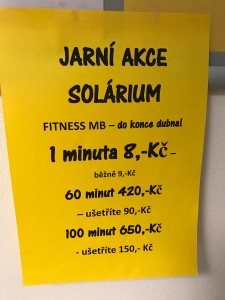 JARNÍ AKCE
SOLÁRIUM
FITNESS MB – do konce dubna!
1 minuta 8,-Kč –
běžně 9,-Kč
60 minut 420,-Kč
– ušetříte 90,-Kč
100 minut 650,-Kč
- ušetříte 150,- Kč